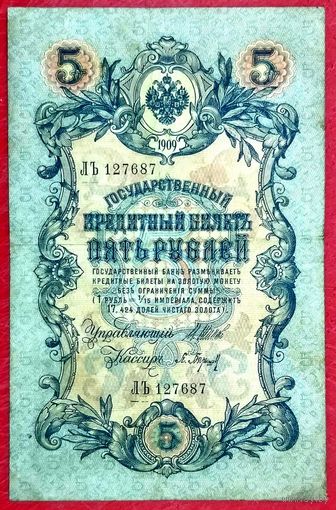 5 5
1909
ЛЪ 127687
ГОСУДАРСТВЕННЫЙ
КРЕДИТНЫЙ БИЛЕТЪ
ПЯТЬ РУБЛЕЙ
ГОСУДАРСТВЕННЫЙ БАНКЪ РАЗМѢНИВАЕТЪ
КРЕДИТНЫЕ БИЛЕТЫ НА ЗОЛОТУЮ МОНЕТУ
БЕЗЪ ОГРАНИЧЕНІЯ СУММЫ
(1 РУБЛЬ = 1/15 ИМПЕРІАЛА, СОДЕРЖИТЪ
17,424 ДОЛЕЙ ЧИСТАГО ЗОЛОТА).
Управляющій
Кассиръ
ЛЪ 127687
5